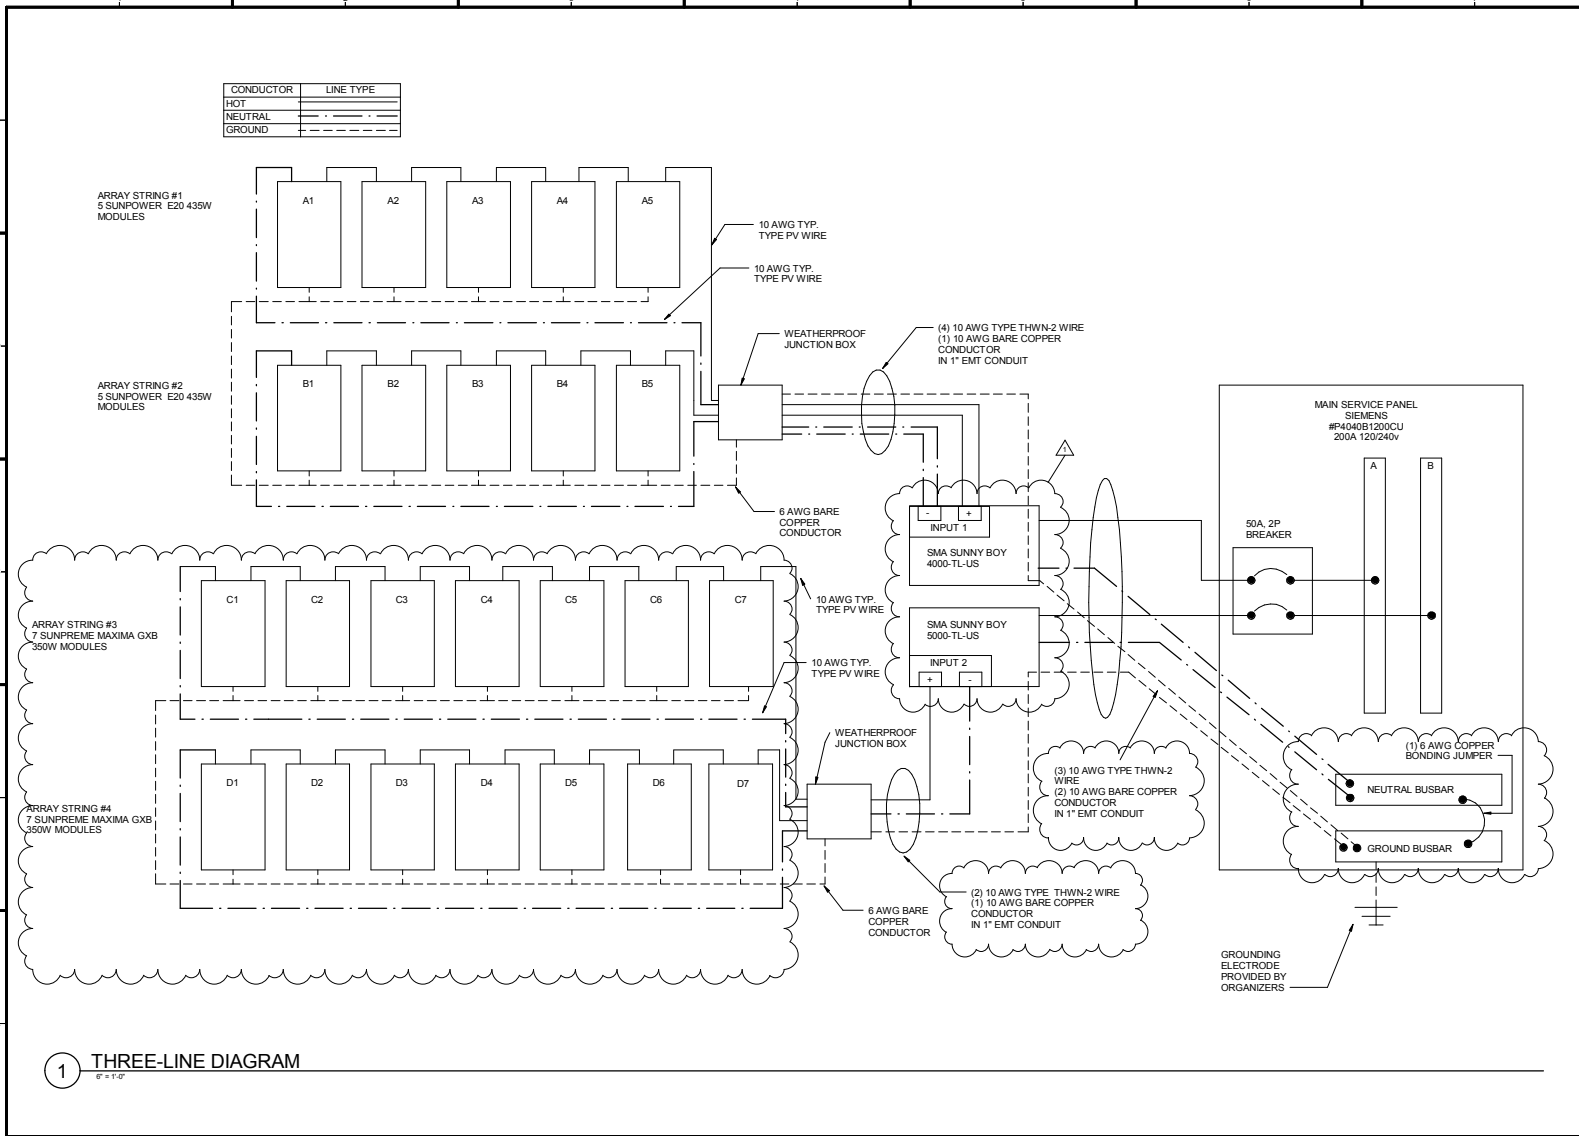 CONDUCTOR LINE TYPE
HOT
NEUTRAL
GROUND
ARRAY STRING #1
5 SUNPOWER E20 435W
MODULES
A1 A2 A3 A4 A5
10 AWG TYP.
TYPE PV WIRE
10 AWG TYP.
TYPE PV WIRE
WEATHERPROOF
JUNCTION BOX
(4) 10 AWG TYPE THWN-2 WIRE
(1) 10 AWG BARE COPPER
CONDUCTOR
IN 1" EMT CONDUIT
ARRAY STRING #2
5 SUNPOWER E20 435W
MODULES
B1 B2 B3 B4 B5
6 AWG BARE
COPPER
CONDUCTOR
MAIN SERVICE PANEL
SIEMENS
#P4040B1200CU
200A 120/240v
A B
50A, 2P
BREAKER
1
- +
INPUT 1
SMA SUNNY BOY
4000-TL-US
SMA SUNNY BOY
5000-TL-US
INPUT 2
+ -
ARRAY STRING #3
7 SUNPREME MAXIMA GXB
350W MODULES
C1 C2 C3 C4 C5 C6 C7
10 AWG TYP.
TYPE PV WIRE
10 AWG TYP.
TYPE PV WIRE
WEATHERPROOF
JUNCTION BOX
ARRAY STRING #4
7 SUNPREME MAXIMA GXB
350W MODULES
D1 D2 D3 D4 D5 D6 D7
6 AWG BARE
COPPER
CONDUCTOR
(3) 10 AWG TYPE THWN-2
WIRE
(2) 10 AWG BARE COPPER
CONDUCTOR
IN 1" EMT CONDUIT
(2) 10 AWG TYPE THWN-2 WIRE
(1) 10 AWG BARE COPPER
CONDUCTOR
IN 1" EMT CONDUIT
(1) 6 AWG COPPER
BONDING JUMPER
NEUTRAL BUSBAR
GROUND BUSBAR
GROUNDING
ELECTRODE
PROVIDED BY
ORGANIZERS
1 THREE-LINE DIAGRAM
6" = 1'-0"